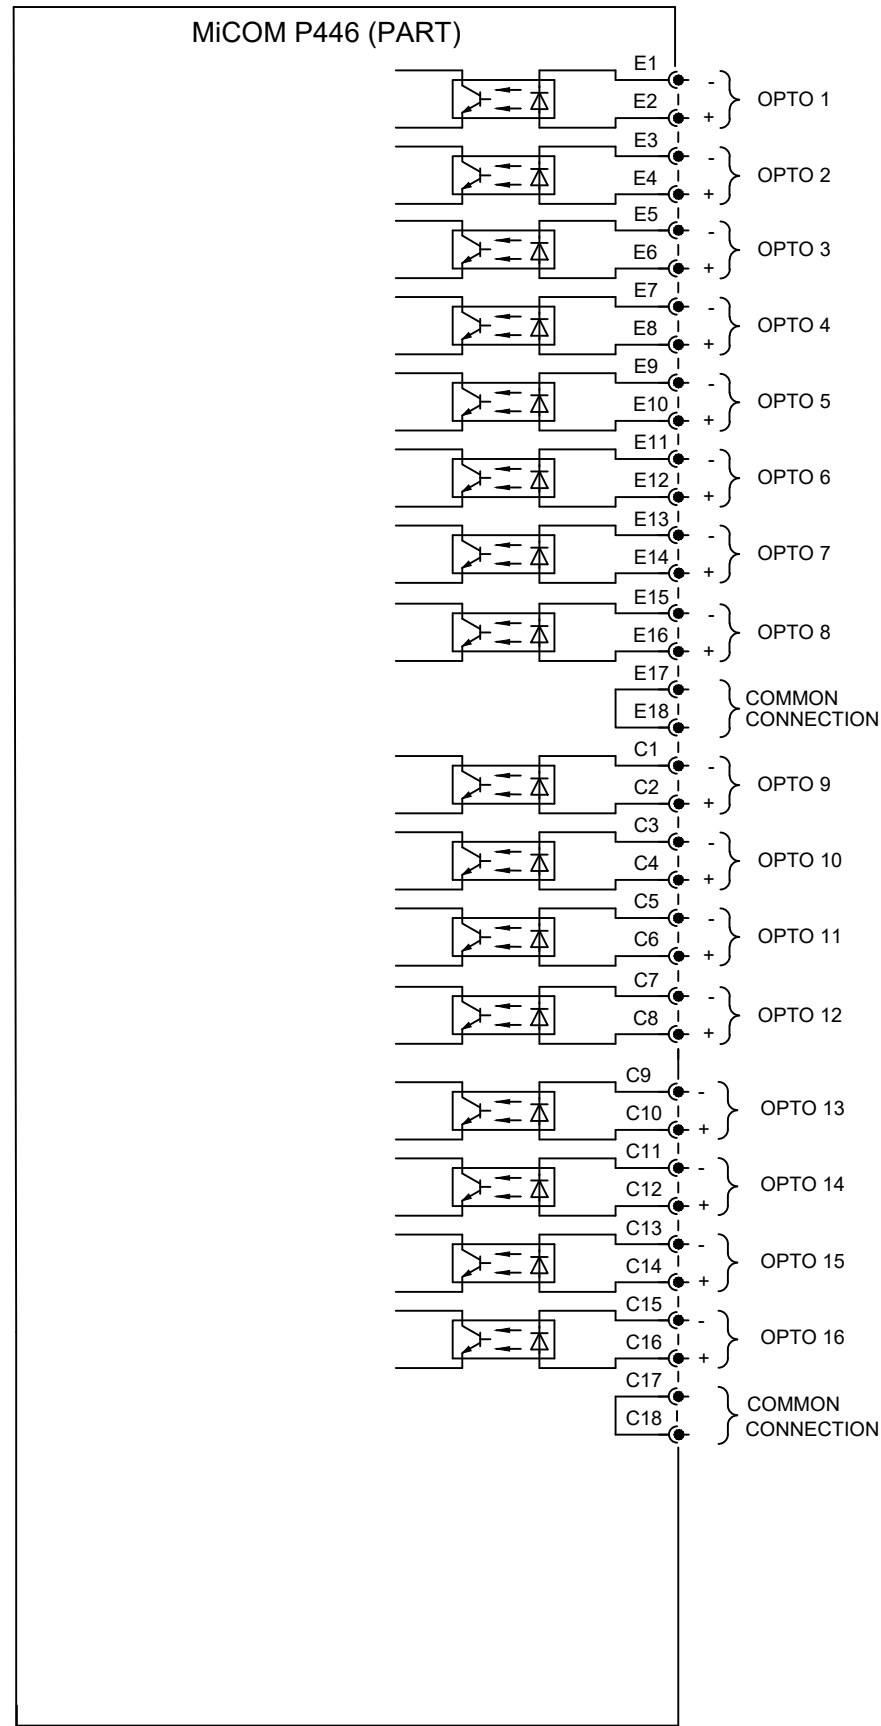 MiCOM P446 (PART)
E1 -
E2 + OPTO 1
E3 -
E4 + OPTO 2
E5 -
E6 + OPTO 3
E7 -
E8 + OPTO 4
E9 -
E10 + OPTO 5
E11 -
E12 + OPTO 6
E13 -
E14 + OPTO 7
E15 -
E16 + OPTO 8
E17
E18
COMMON
CONNECTION
C1 -
C2 + OPTO 9
C3 -
C4 + OPTO 10
C5 -
C6 + OPTO 11
C7 -
C8 + OPTO 12
C9 -
C10 + OPTO 13
C11 -
C12 + OPTO 14
C13 -
C14 + OPTO 15
C15 -
C16 + OPTO 16
C17
C18
COMMON
CONNECTION